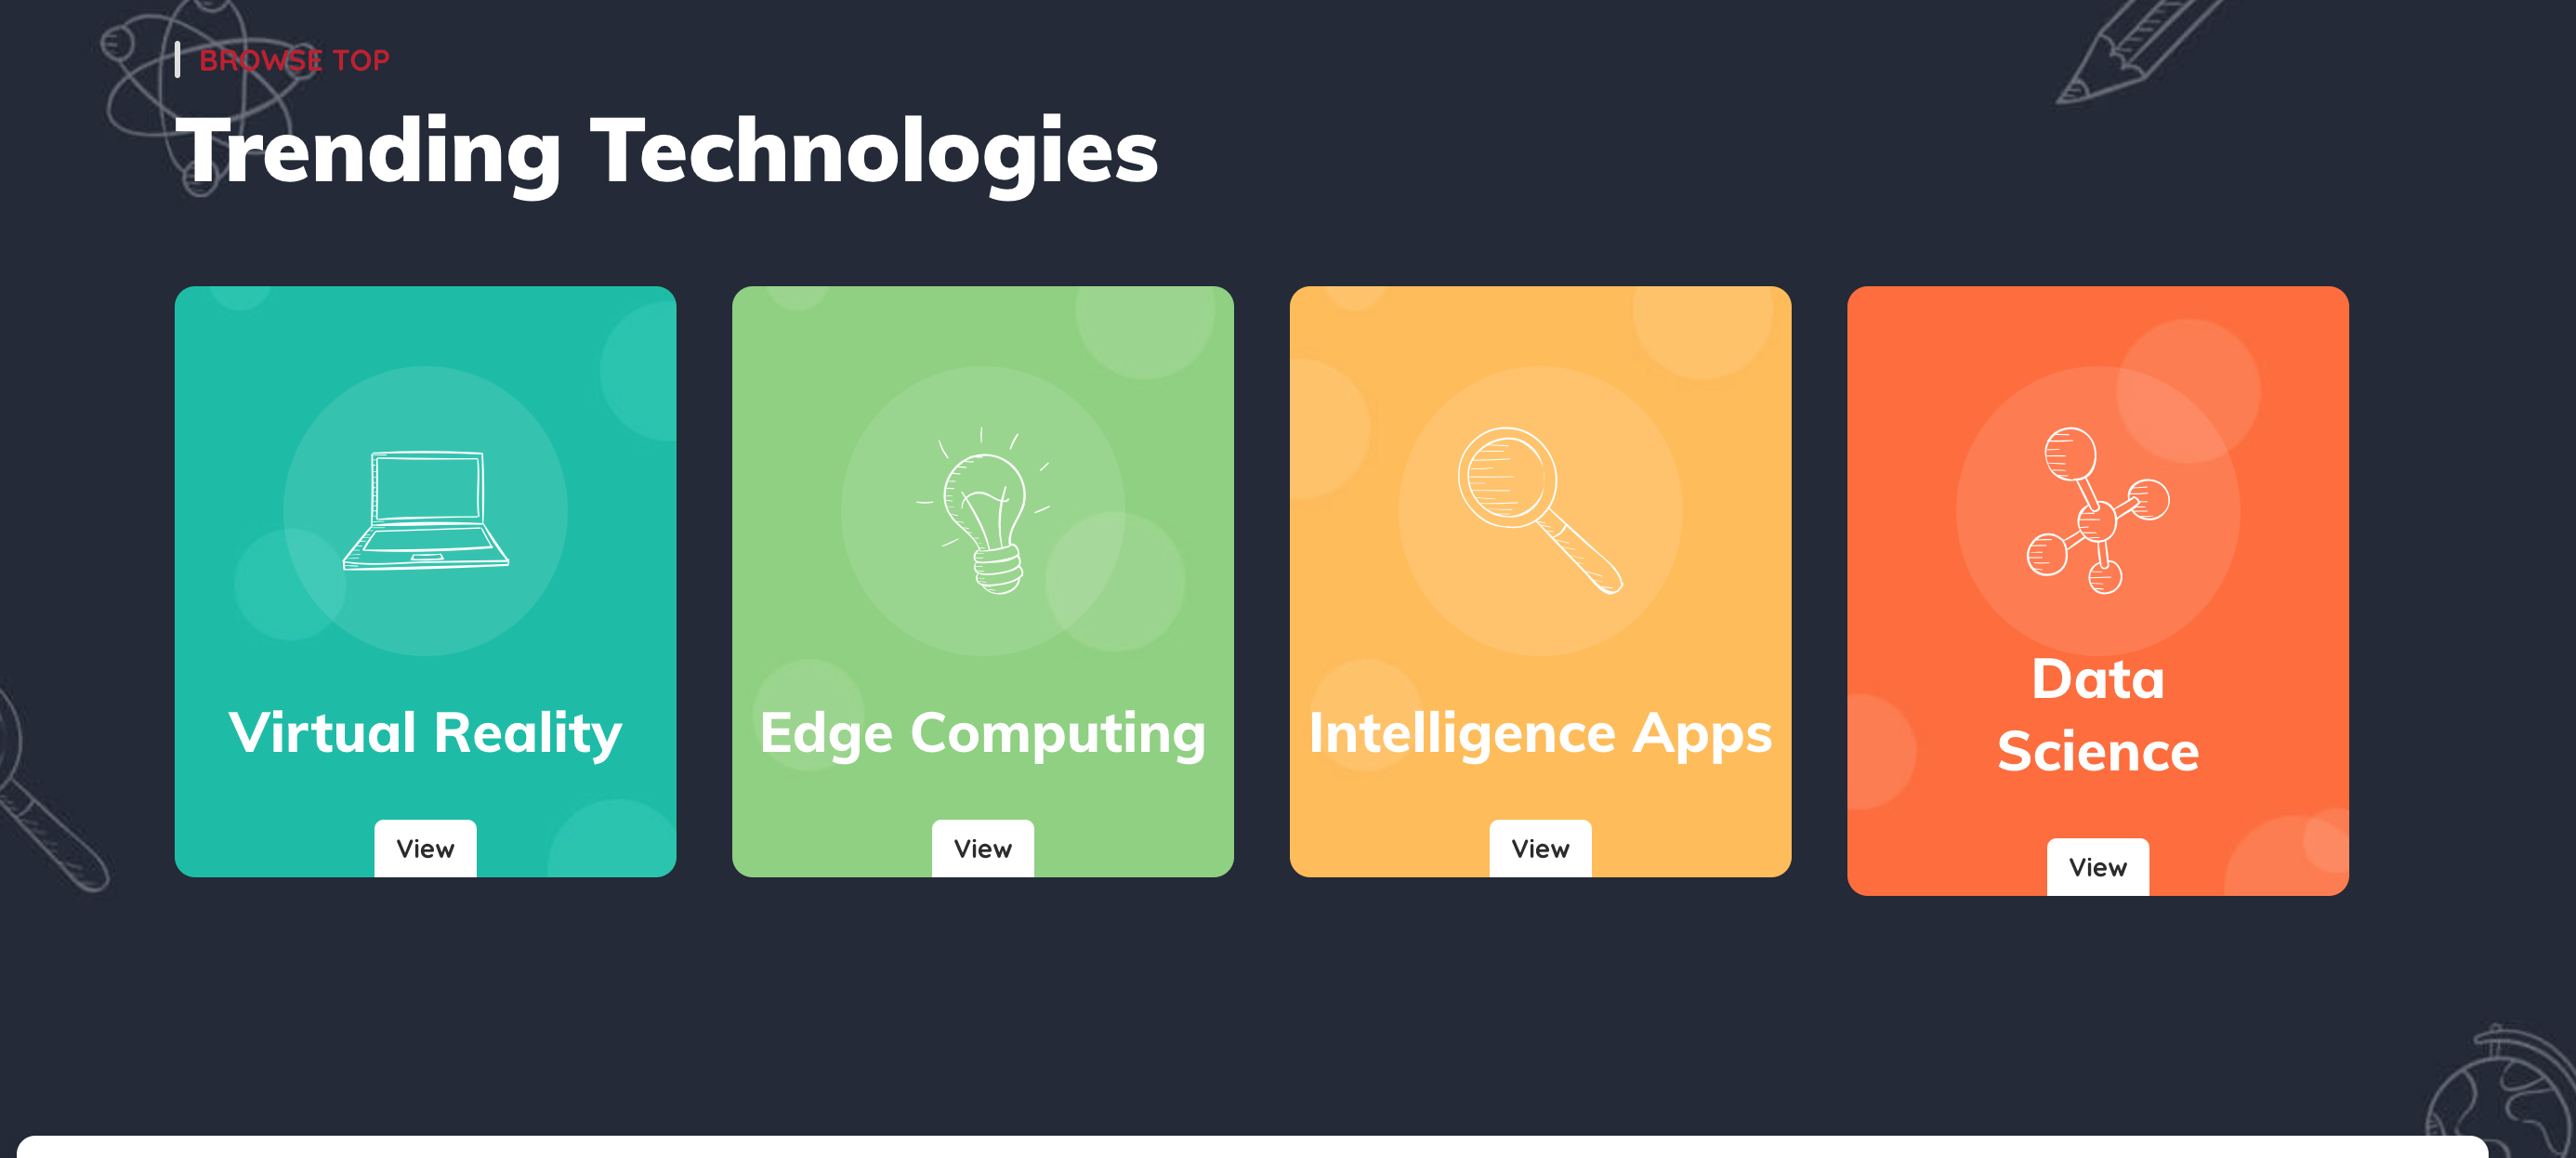 BROWSE TOP
Trending Technologies
Virtual Reality
View
Edge Computing
View
Intelligence Apps
View
Data
Science
View